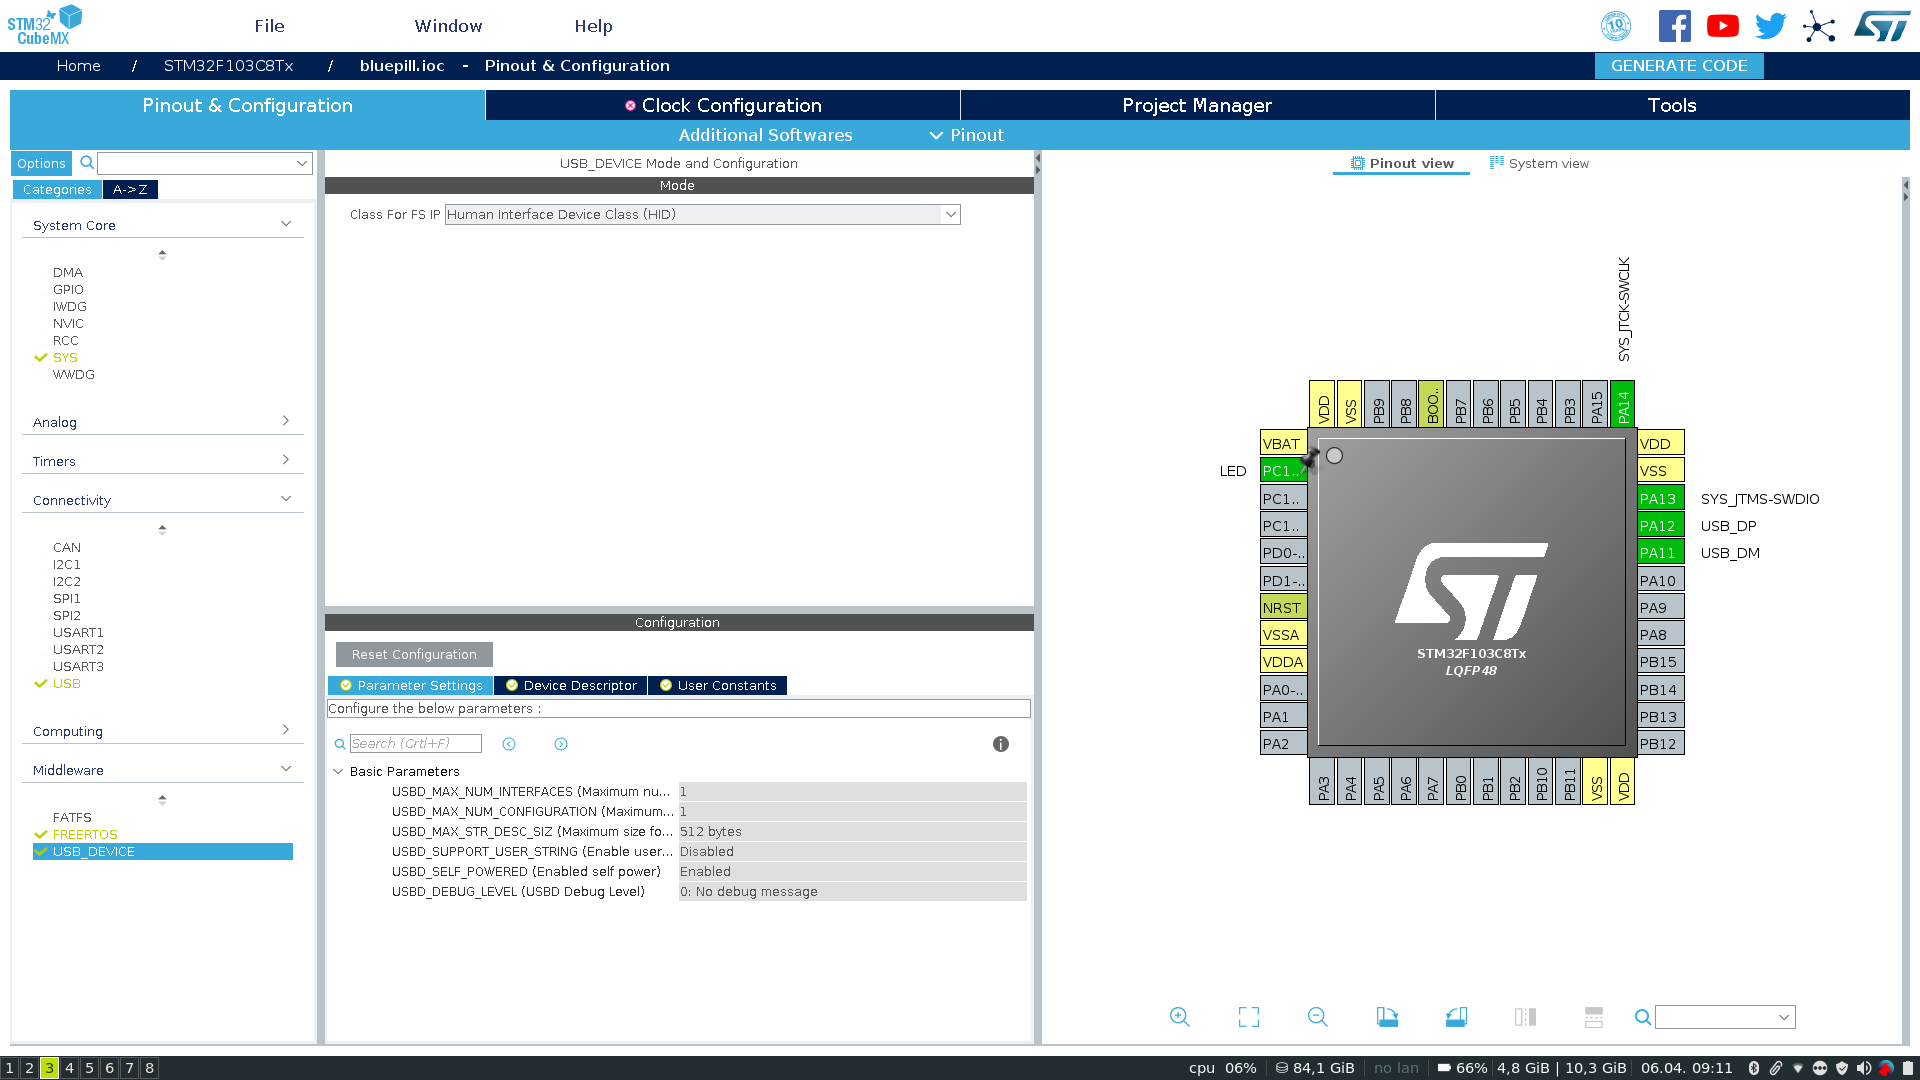 STM32
CubeMX
File
Window
Help
10
Home / STM32F103C8Tx / bluepill.ioc - Pinout & Configuration
GENERATE CODE
Pinout & Configuration
Clock Configuration
Project Manager
Tools
Additional Softwares
Pinout
Options
Categories
A->Z
System Core
DMA
GPIO
IWDG
NVIC
RCC
SYS
WWDG
Analog
Timers
Connectivity
CAN
I2C1
I2C2
SPI1
SPI2
USART1
USART2
USART3
USB
Computing
Middleware
FATFS
FREERTOS
USB_DEVICE
USB_DEVICE Mode and Configuration
Mode
Class For FS IP Human Interface Device Class (HID)
Configuration
Reset Configuration
Parameter Settings
Device Descriptor
User Constants
Configure the below parameters :
Search (CrtI+F)
Basic Parameters
USBD_MAX_NUM_INTERFACES (Maximum nu... 1
USBD_MAX_NUM_CONFIGURATION (Maximum... 1
USBD_MAX_STR_DESC_SIZ (Maximum size fo... 512 bytes
USBD_SUPPORT_USER_STRING (Enable user... Disabled
USBD_SELF_POWERED (Enabled self power) Enabled
USBD_DEBUG_LEVEL (USBD Debug Level) 0: No debug message
Pinout view
System view
SYS_JTCK-SWCLK
VDD
VSS
PB9
PB8
BOO..
PB7
PB6
PB5
PB4
PB3
PA15
PA14
VBAT
LED PC1..
PC1..
PC1..
PD0-..
PD1-..
NRST
VSSA
VDDA
PA0-..
PA1
PA2
ST
STM32F103C8Tx
LQFP48
VDD
VSS
PA13 SYS_JTMS-SWDIO
PA12 USB_DP
PA11 USB_DM
PA10
PA9
PA8
PB15
PB14
PB13
PB12
PA3
PA4
PA5
PA6
PA7
PB0
PB1
PB2
PB10
PB11
VSS
VDD
1 2 3 4 5 6 7 8
cpu 06% 84,1 GiB no lan 66% 4,8 GiB | 10,3 GiB 06.04. 09:11